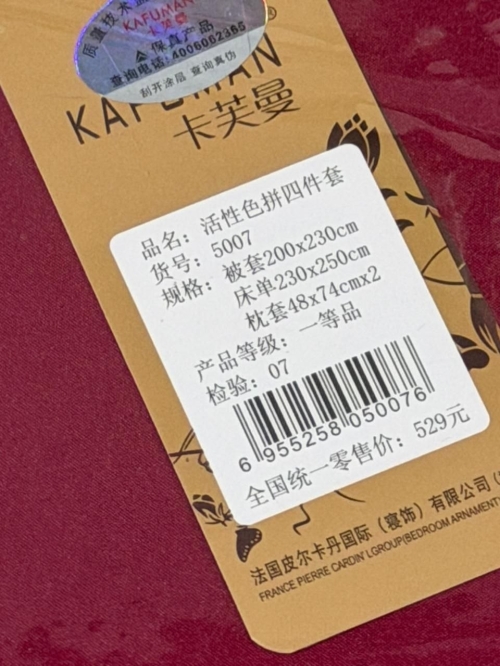 质量技术监
KAFUMAN
卡芙曼
保真产品
查询电话:4006062365
刮开涂层 查询真伪
KAFUMAN®
卡芙曼
品名：活性色拼四件套
货号：5007
规格：被套200x230cm
床单230x250cm
枕套48x74cmx2
产品等级：一等品
检验：07
6 955258 050076
全国统一零售价：529元
法国皮尔卡丹国际（寝饰）有限公司
FRANCE PIERRE CARDIN' LGROUP(BEDROOM ARNAMENT